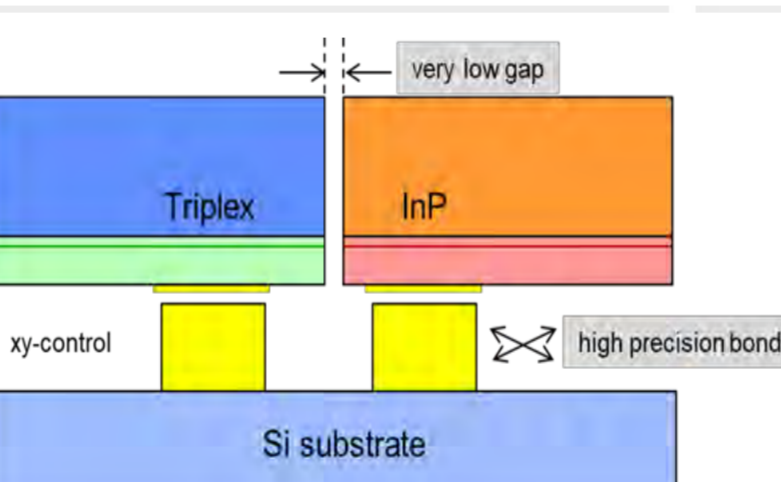 very low gap
Triplex
InP
xy-control
high precision bond
Si substrate